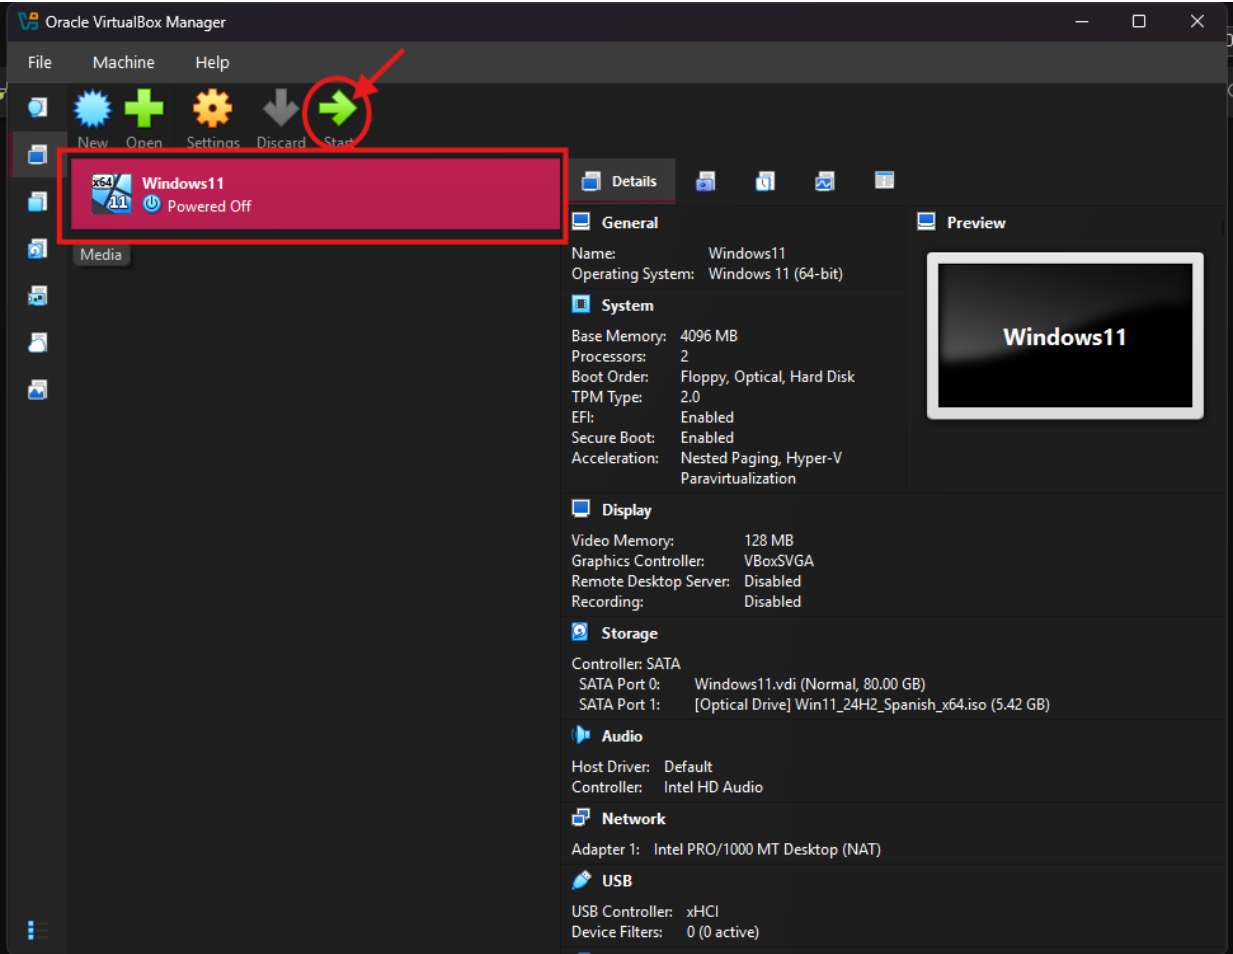 Oracle VirtualBox Manager
File Machine Help
New Open Settings Discard Start
x64
11
Windows11
Powered Off
Media
Details
General
Name: Windows11
Operating System: Windows 11 (64-bit)
System
Base Memory: 4096 MB
Processors: 2
Boot Order: Floppy, Optical, Hard Disk
TPM Type: 2.0
EFI: Enabled
Secure Boot: Enabled
Acceleration: Nested Paging, Hyper-V
Paravirtualization
Preview
Windows11
Display
Video Memory: 128 MB
Graphics Controller: VBoxSVGA
Remote Desktop Server: Disabled
Recording: Disabled
Storage
Controller: SATA
SATA Port 0: Windows11.vdi (Normal, 80.00 GB)
SATA Port 1: [Optical Drive] Win11_24H2_Spanish_x64.iso (5.42 GB)
Audio
Host Driver: Default
Controller: Intel HD Audio
Network
Adapter 1: Intel PRO/1000 MT Desktop (NAT)
USB
USB Controller: xHCI
Device Filters: 0 (0 active)